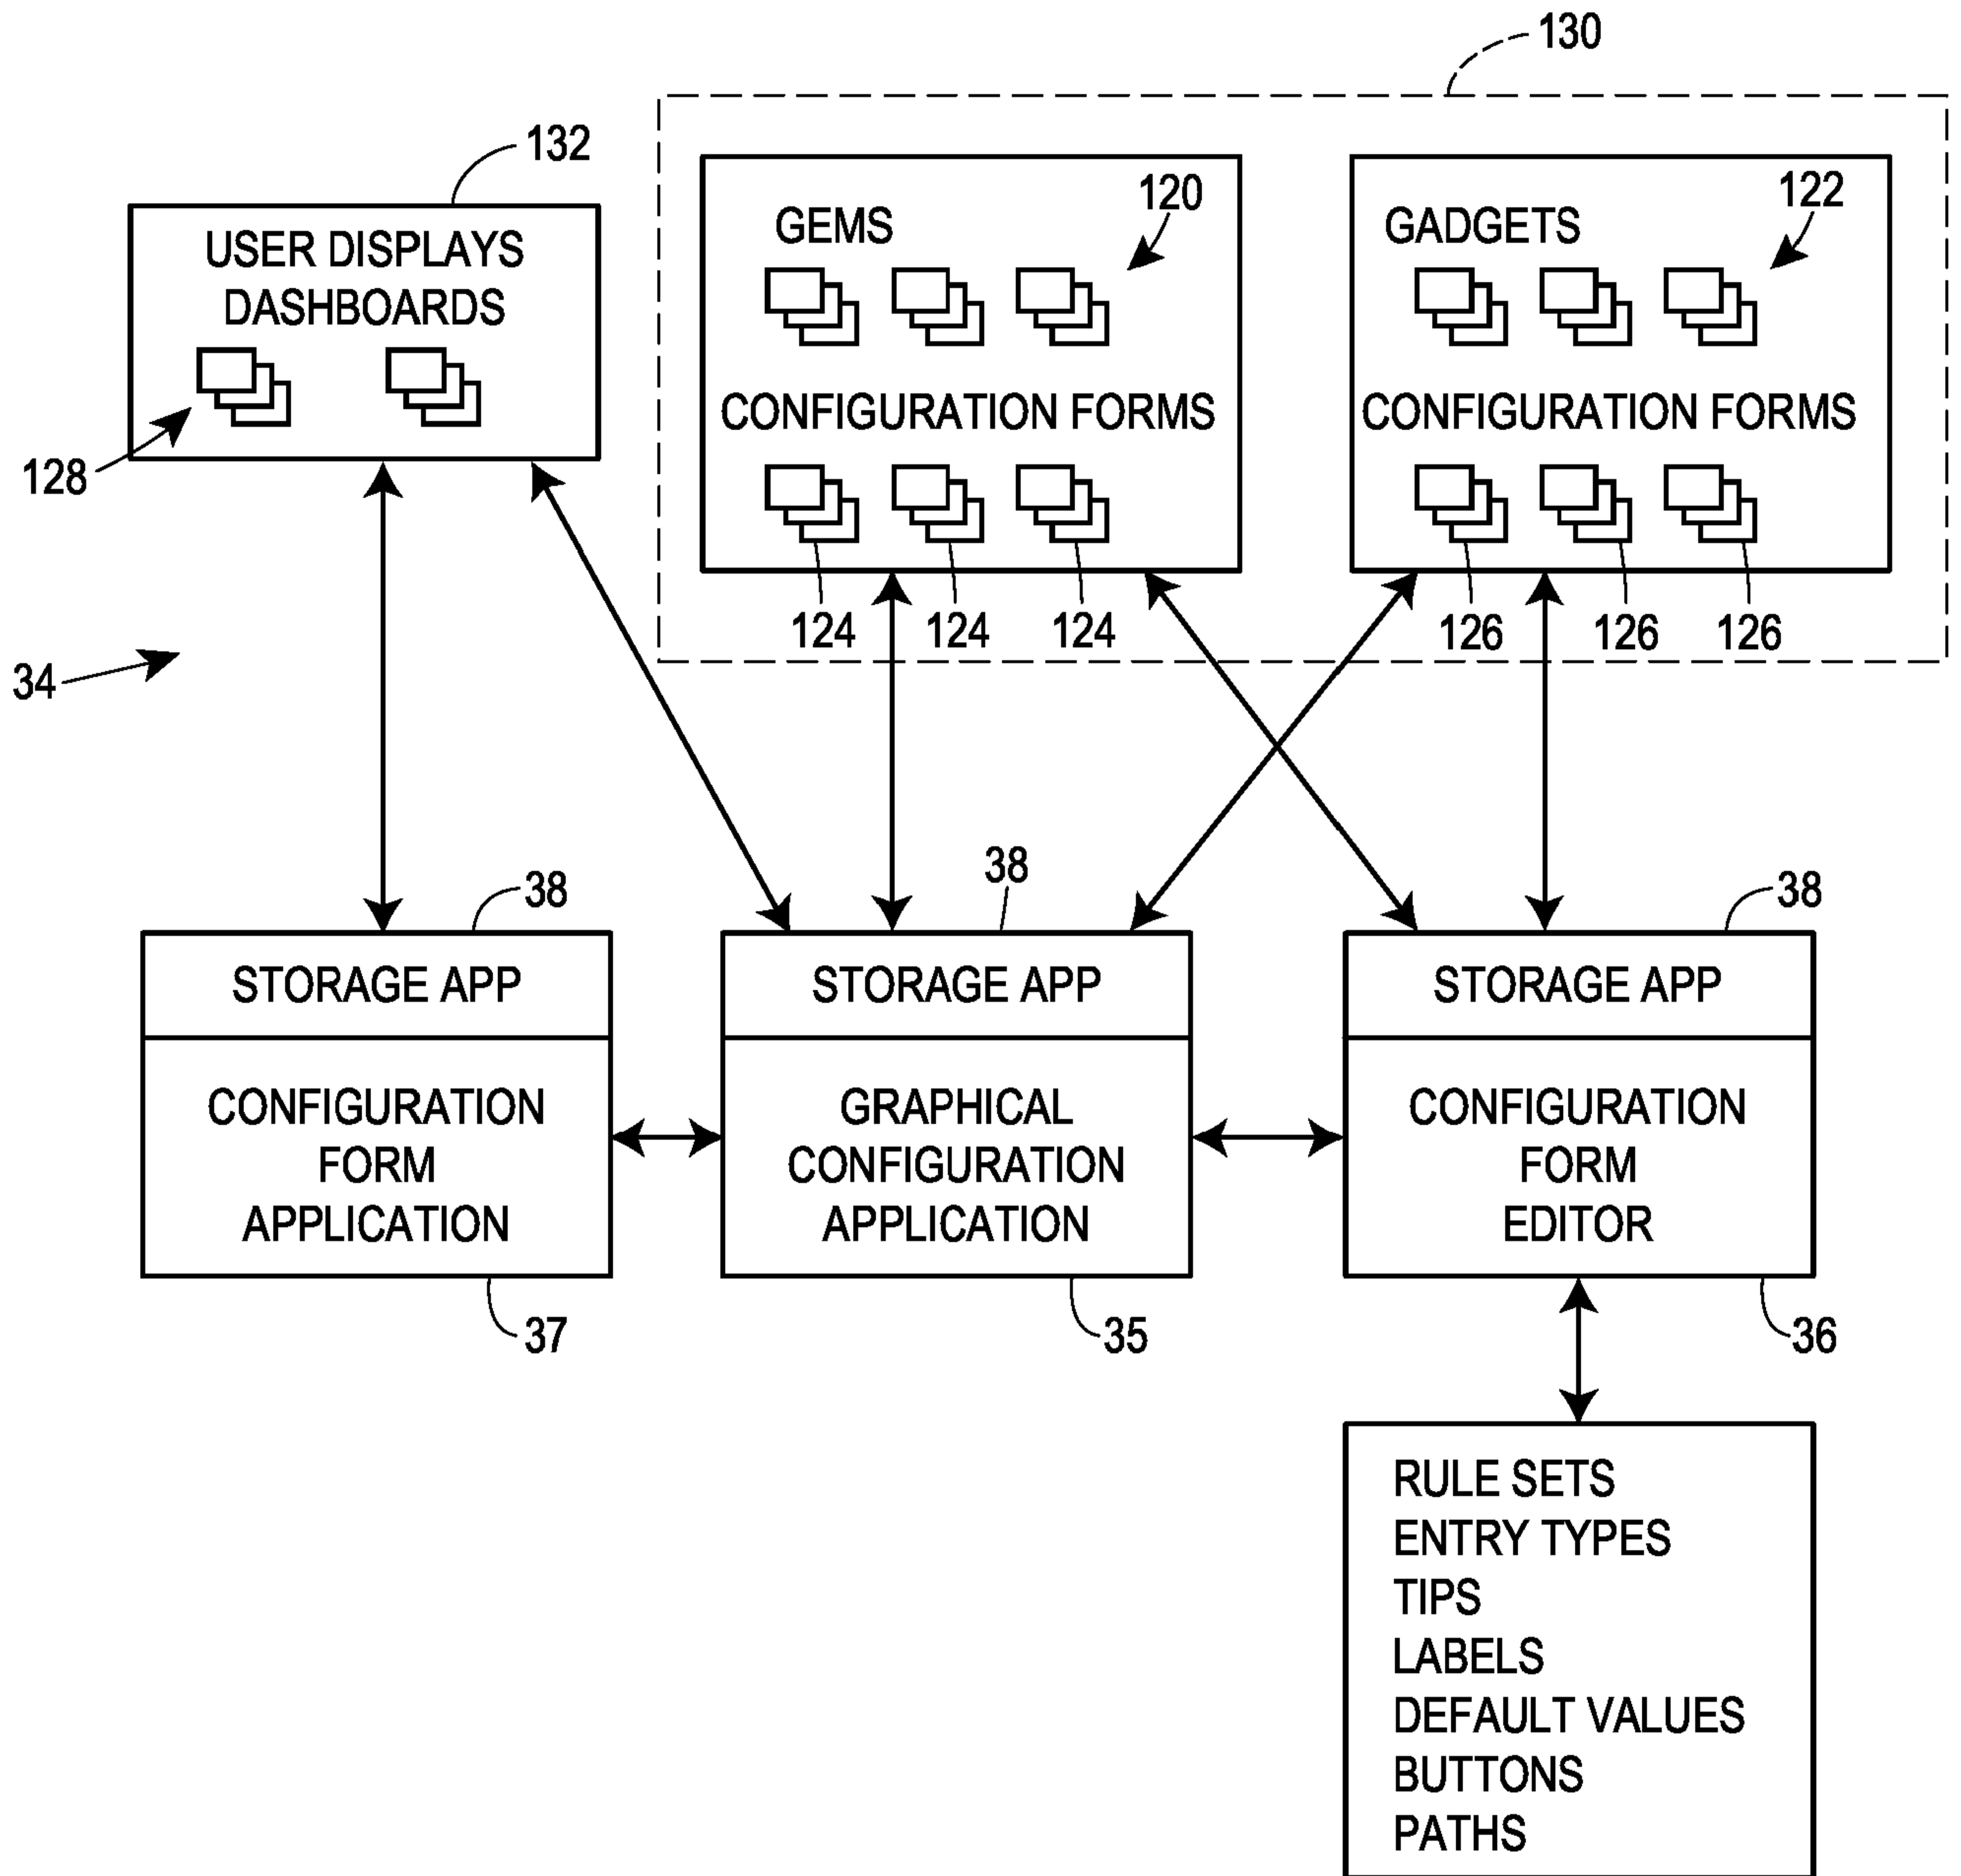 130
132
USER DISPLAYS
DASHBOARDS
128
GEMS
120
CONFIGURATION FORMS
124
124
124
GADGETS
122
CONFIGURATION FORMS
126
126
126
34
38
STORAGE APP
CONFIGURATION
FORM
APPLICATION
37
38
STORAGE APP
GRAPHICAL
CONFIGURATION
APPLICATION
35
38
STORAGE APP
CONFIGURATION
FORM
EDITOR
36
RULE SETS
ENTRY TYPES
TIPS
LABELS
DEFAULT VALUES
BUTTONS
PATHS